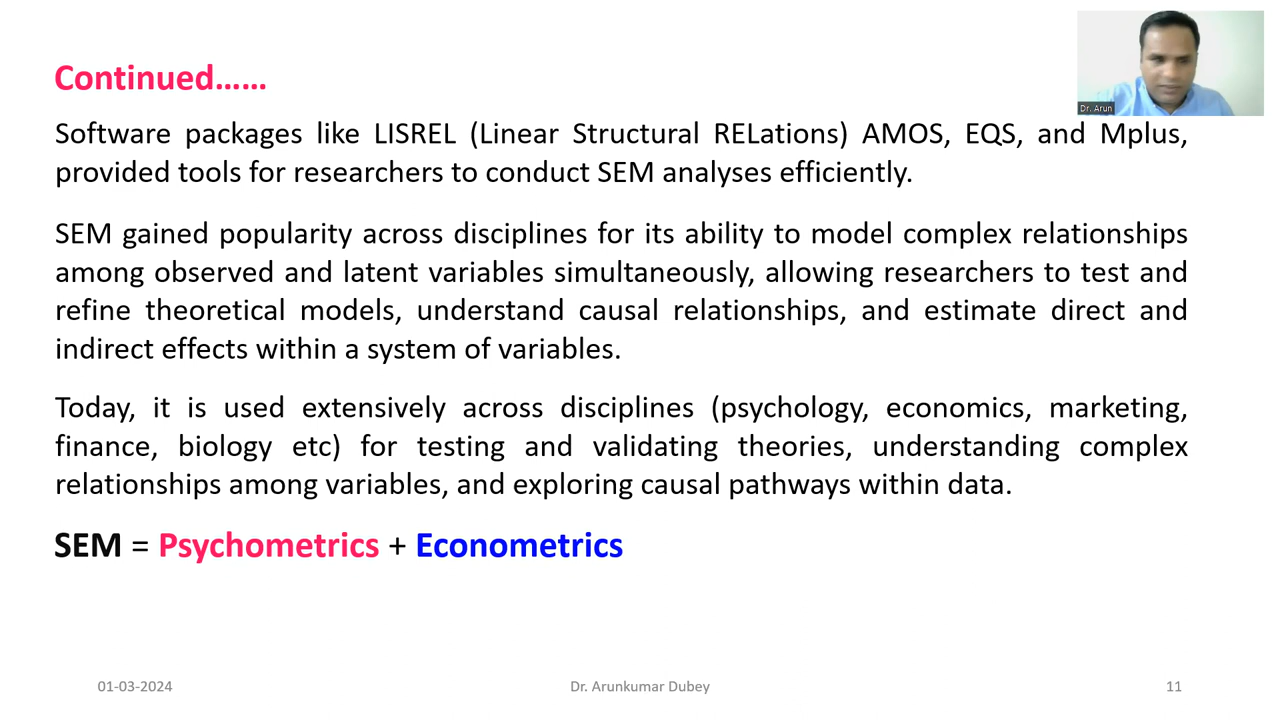 Continued……
Dr. Arun
Software packages like LISREL (Linear Structural RELations) AMOS, EQS, and Mplus,
provided tools for researchers to conduct SEM analyses efficiently.
SEM gained popularity across disciplines for its ability to model complex relationships
among observed and latent variables simultaneously, allowing researchers to test and
refine theoretical models, understand causal relationships, and estimate direct and
indirect effects within a system of variables.
Today, it is used extensively across disciplines (psychology, economics, marketing,
finance, biology etc) for testing and validating theories, understanding complex
relationships among variables, and exploring causal pathways within data.
SEM = Psychometrics + Econometrics
01-03-2024
Dr. Arunkumar Dubey
11